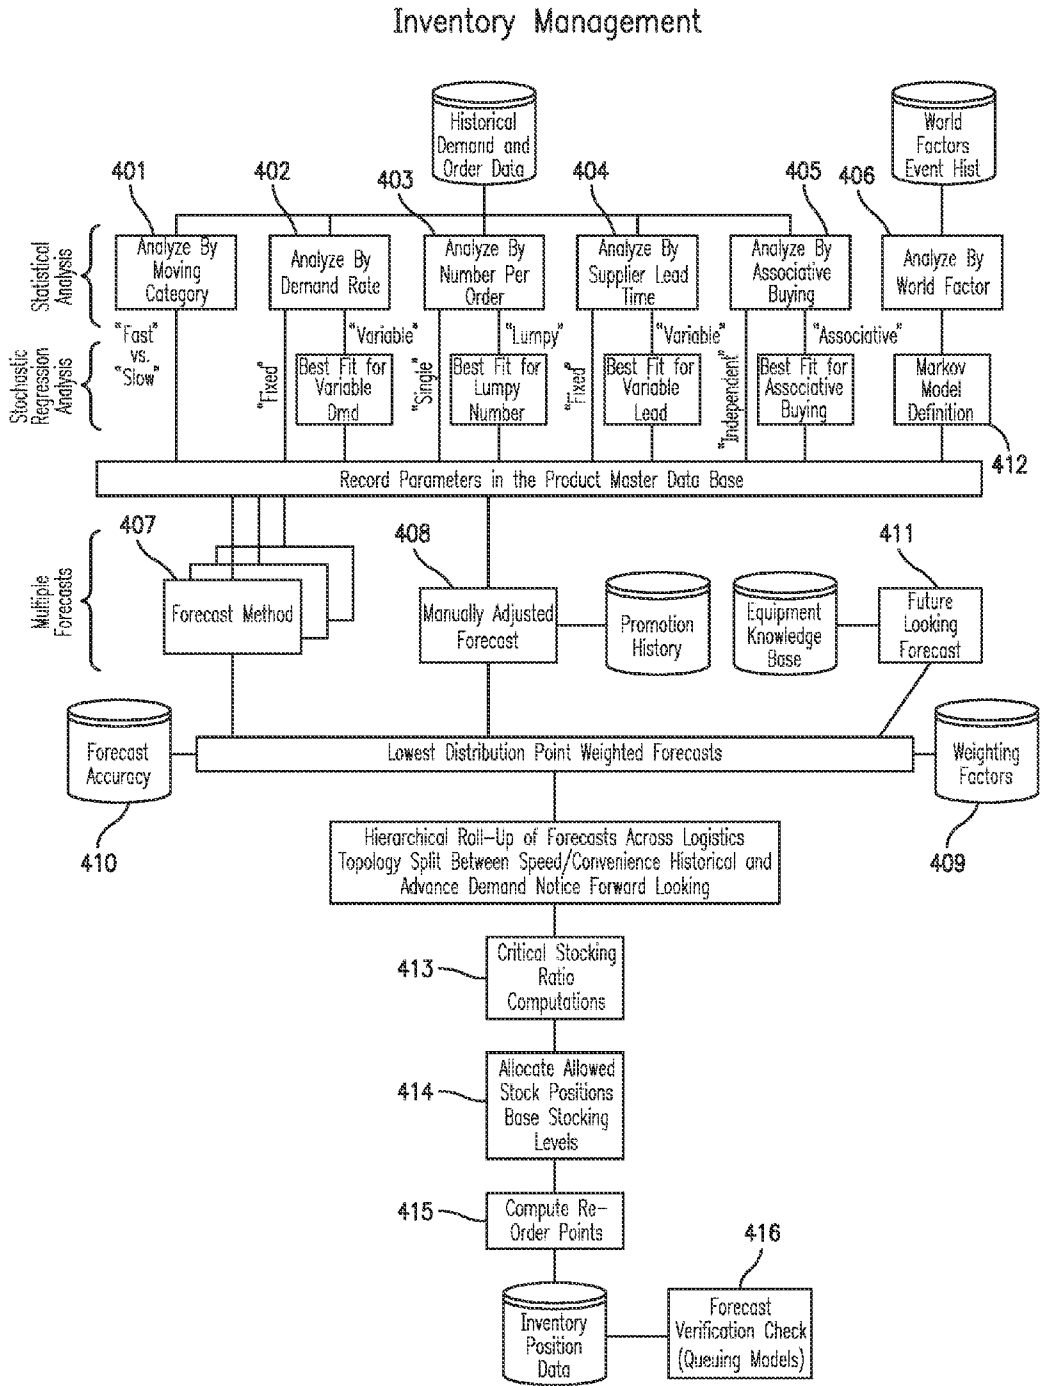 Inventory Management
Historical
Demand and
Order Data
World
Factors
Event Hist
401
402
403
404
405
406
Statistical
Analysis
Analyze By
Moving
Category
Analyze By
Demand Rate
Analyze By
Number Per
Order
Analyze By
Supplier Lead
Time
Analyze By
Associative
Buying
Analyze By
World Factor
Stochastic
Regression
Analysis
"Fast"
vs.
"Slow"
"Fixed"
"Variable"
Best Fit for
Variable
Dmd
"Single"
"Lumpy"
Best Fit for
Lumpy
Number
"Fixed"
"Variable"
Best Fit for
Variable
Lead
"Independent"
"Associative"
Best Fit for
Associative
Buying
Markov
Model
Definition
412
Record Parameters in the Product Master Data Base
Multiple
Forecasts
407
Forecast Method
408
Manually Adjusted
Forecast
Promotion
History
Equipment
Knowledge
Base
411
Future
Looking
Forecast
Forecast
Accuracy
410
Lowest Distribution Point Weighted Forecasts
Weighting
Factors
409
Hierarchical Roll-Up of Forecasts Across Logistics
Topology Split Between Speed/Convenience Historical and
Advance Demand Notice Forward Looking
413
Critical Stocking
Ratio
Computations
414
Allocate Allowed
Stock Positions
Base Stocking
Levels
415
Compute Re-
Order Points
Inventory
Position
Data
416
Forecast
Verification Check
(Queuing Models)